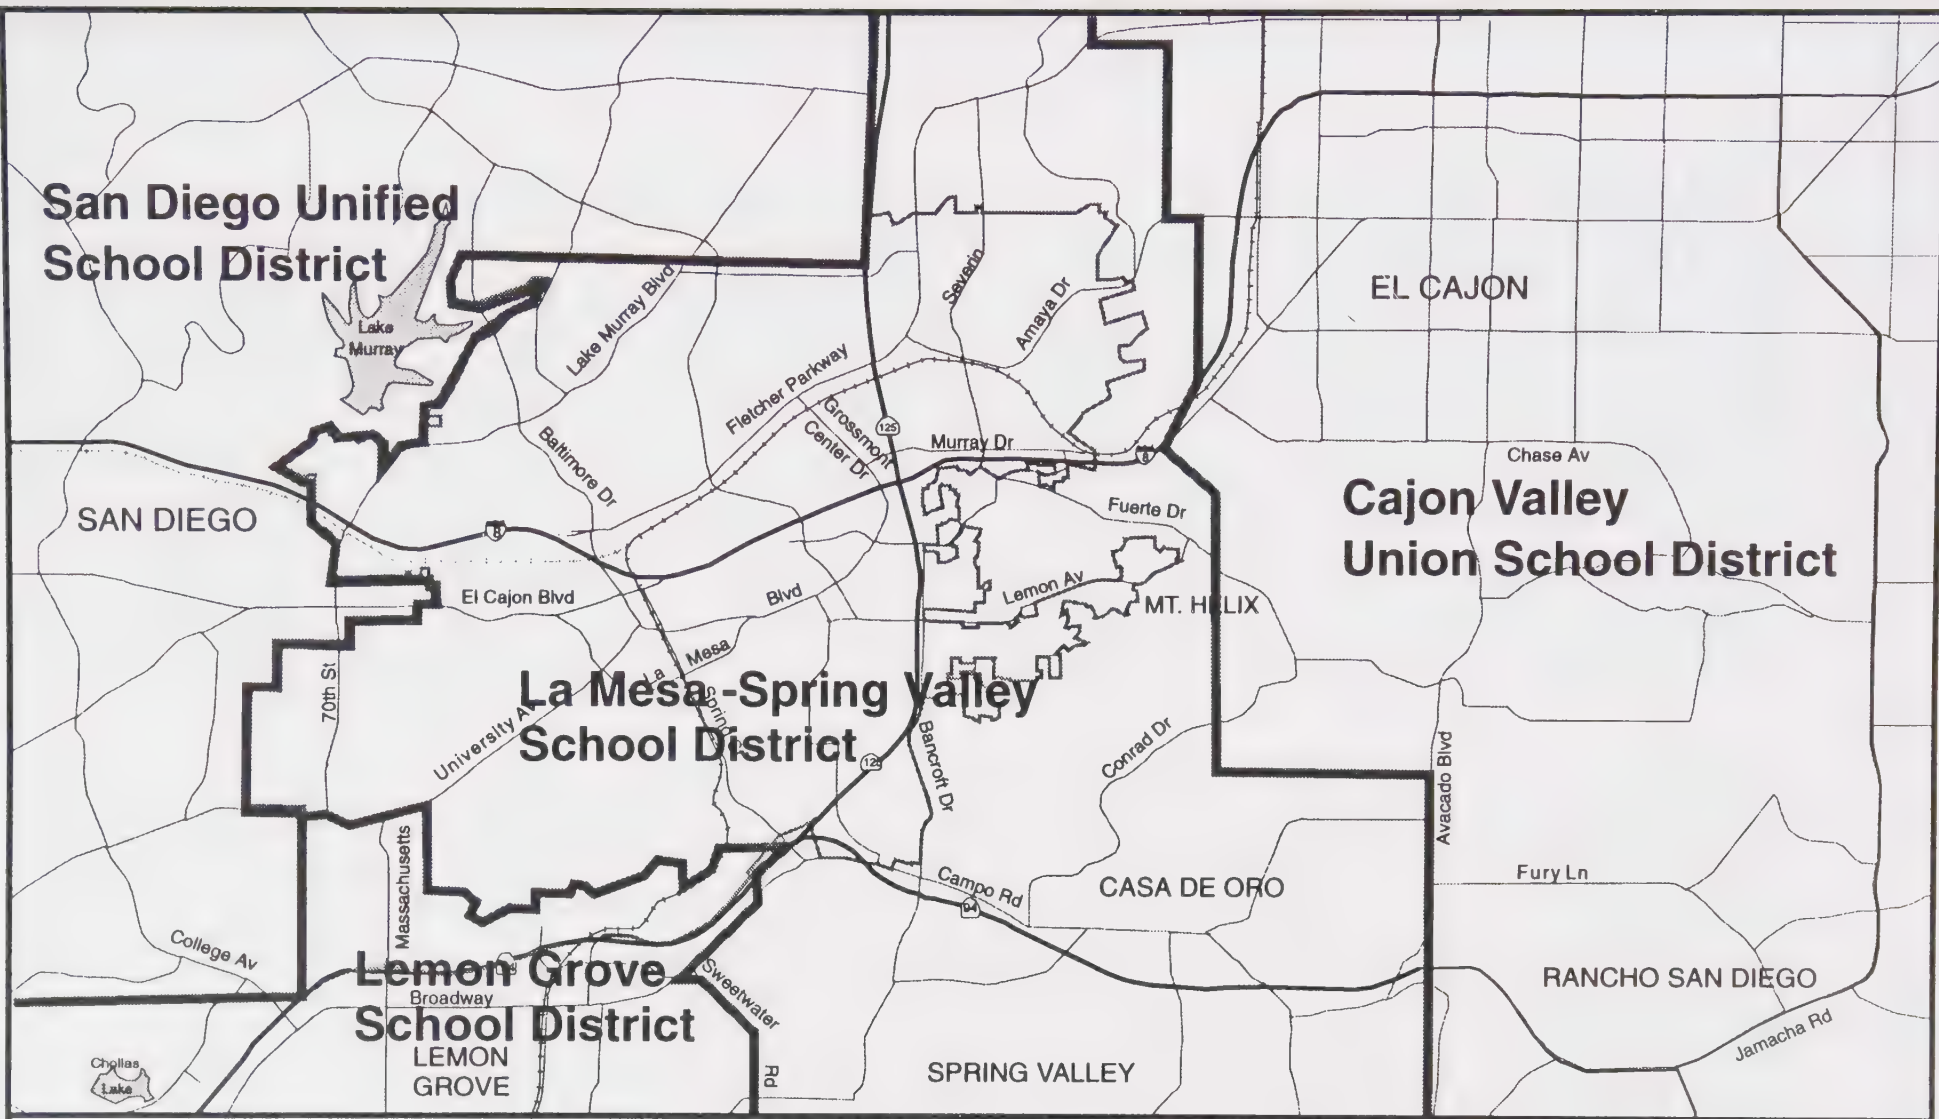 San Diego Unified
School District
Lake
Murray
Lake Murray Blvd
Severin
Amaya Dr
EL CAJON
Fletcher Parkway
Grossmont
Center Dr
125
Murray Dr
8
Baltimore Dr
Chase Av
SAN DIEGO
8
Fuerte Dr
Cajon Valley
Union School District
El Cajon Blvd
Lemon Av
MT. HELIX
La Mesa Blvd
70th St
University Av
Spring
La Mesa-Spring Valley
School District
125
Bancroft Dr
Conrad Dr
Avacado Blvd
Massachusetts
Campo Rd
94
CASA DE ORO
Fury Ln
College Av
Lemon Grove
School District
Broadway
Sweetwater
Rd
RANCHO SAN DIEGO
Jamacha Rd
LEMON
GROVE
SPRING VALLEY
Chollas
Lake